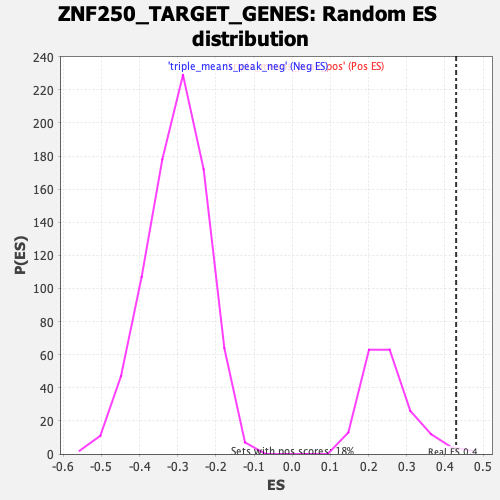 ZNF250_TARGET_GENES: Random ES
distribution
'triple_means_peak_neg' (Neg ES) pos' (Pos ES)
240
220
200
180
160
140
120
100
80
60
40
20
0
P(ES)
Sets with pos scores: 18%
Real ES 0.4
-0.6 -0.5 -0.4 -0.3 -0.2 -0.1 0.0 0.1 0.2 0.3 0.4 0.5
ES